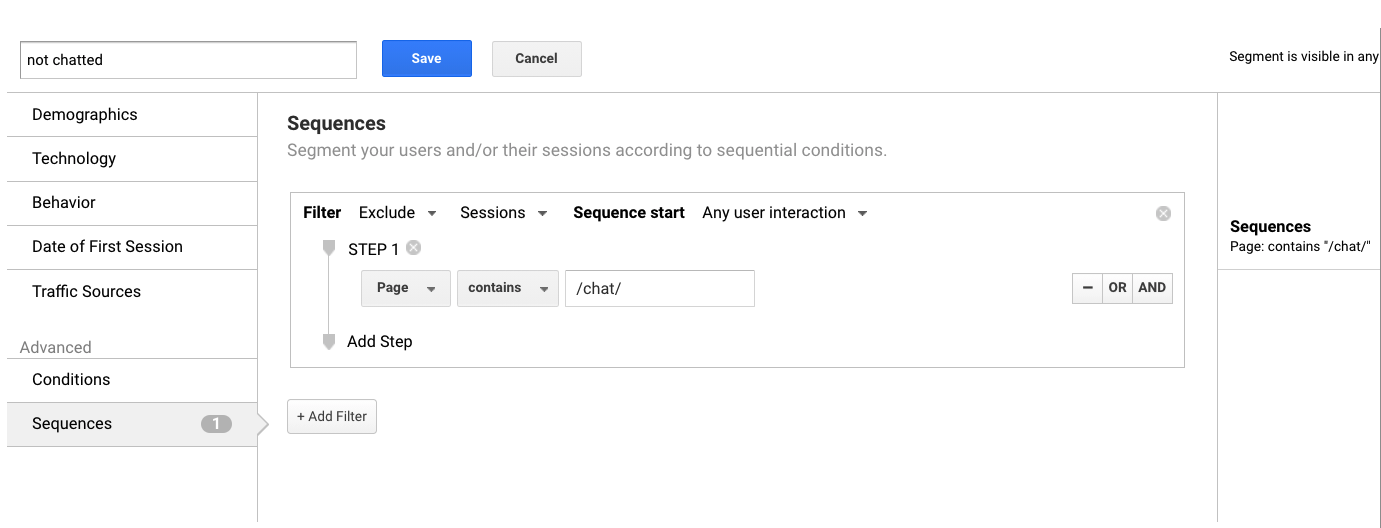 not chatted
Save
Cancel
Segment is visible in any
Demographics
Technology
Behavior
Date of First Session
Traffic Sources
Advanced
Conditions
Sequences 1
Sequences
Segment your users and/or their sessions according to sequential conditions.
Filter Exclude Sessions Sequence start Any user interaction
STEP 1
Page contains /chat/ − OR AND
Add Step
+ Add Filter
Sequences
Page: contains "/chat/"